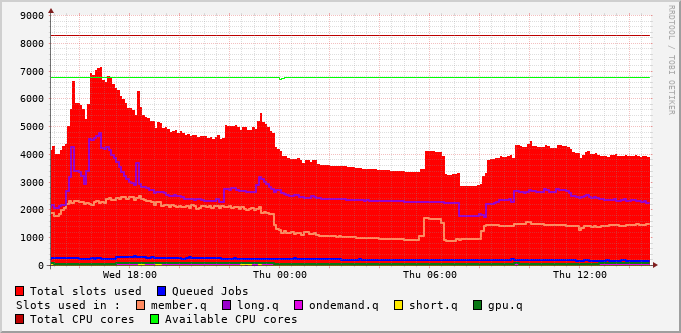 9000
8000
7000
6000
5000
4000
3000
2000
1000
0
Wed 18:00 Thu 00:00 Thu 06:00 Thu 12:00
RRDTOOL / TOBI OETIKER
Total slots used Queued Jobs
Slots used in : member.q long.q ondemand.q short.q gpu.q
Total CPU cores Available CPU cores